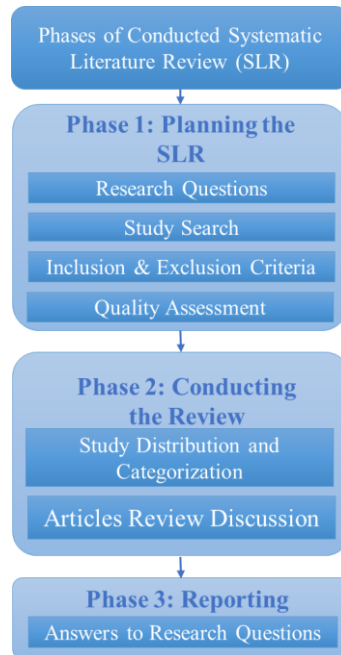 Phases of Conducted Systematic
Literature Review (SLR)
Phase 1: Planning the
SLR
Research Questions
Study Search
Inclusion & Exclusion Criteria
Quality Assessment
Phase 2: Conducting
the Review
Study Distribution and
Categorization
Articles Review Discussion
Phase 3: Reporting
Answers to Research Questions